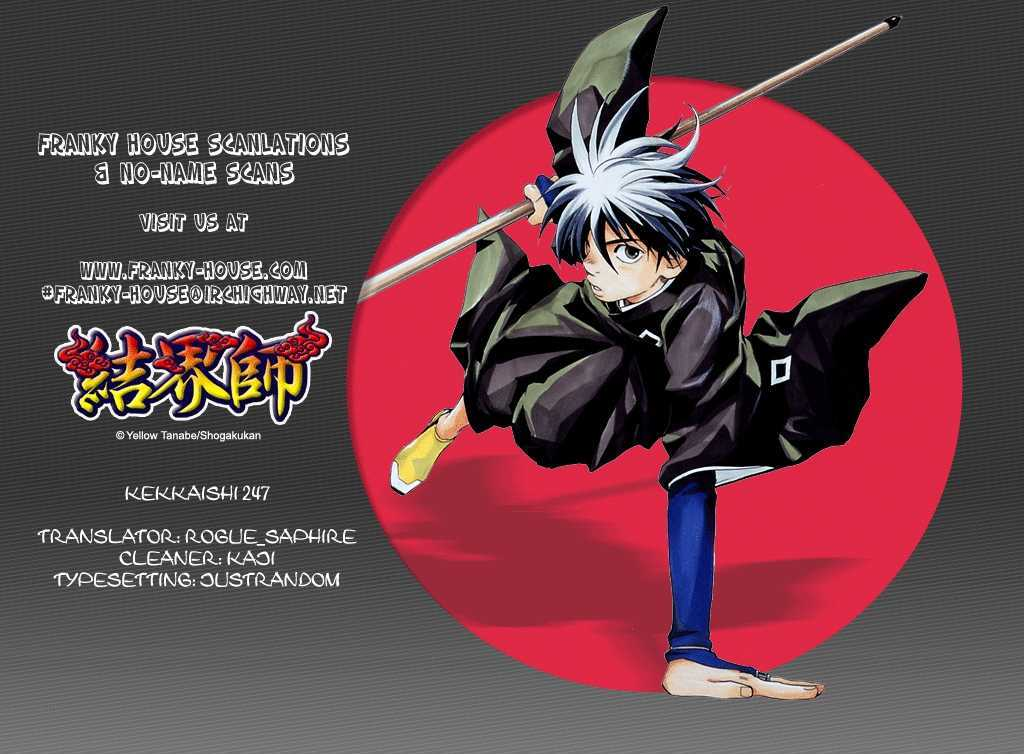 FRANKY HOUSE SCANLATIONS
& NO-NAME SCANS
VISIT US AT
WWW.FRANKY-HOUSE.COM
#FRANKY-HOUSE@IRCHIGHWAY.NET
結界師
© Yellow Tanabe/Shogakukan
KEKKAISHI 247
TRANSLATOR: ROGUE_SAPHIRE
CLEANER: KAJI
TYPESETTING: JUSTRANDOM